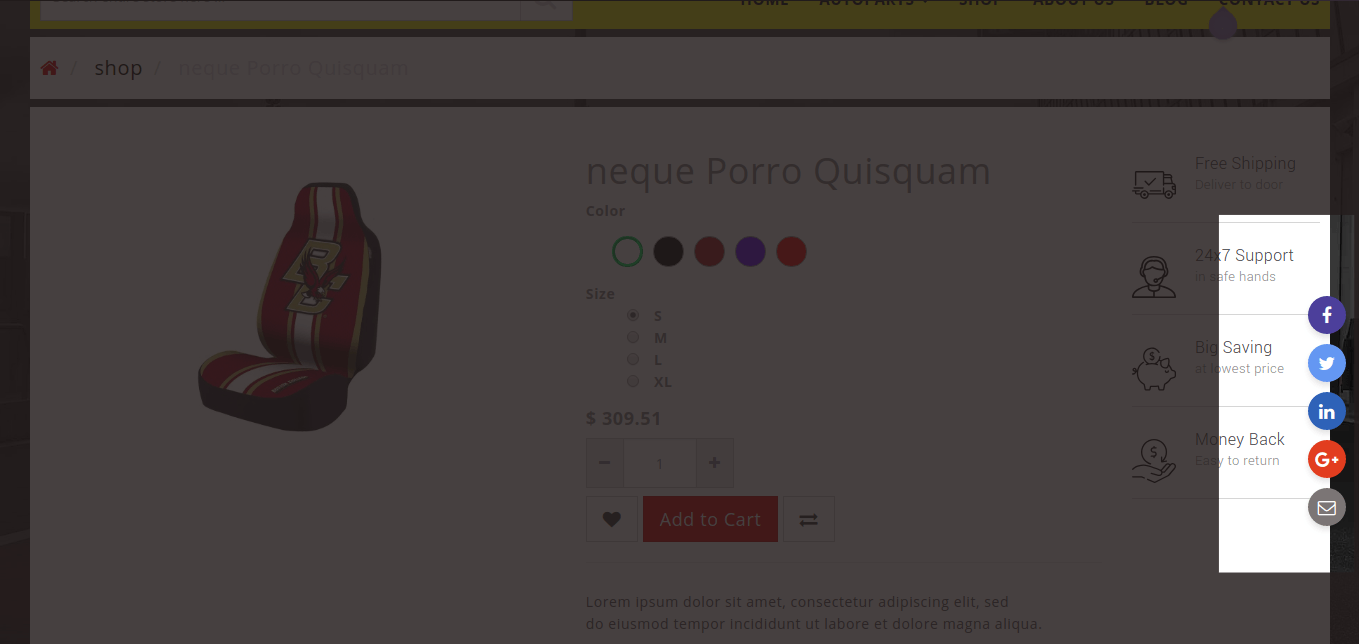 HOME AUTOPARTS SHOP ABOUT US BLOG CONTACT US
/ shop / neque Porro Quisquam
neque Porro Quisquam
Color
Size
S
M
L
XL
$ 309.51
− 1 +
Add to Cart
Lorem ipsum dolor sit amet, consectetur adipiscing elit, sed
do eiusmod tempor incididunt ut labore et dolore magna aliqua.
Free Shipping
Deliver to door
24x7 Support
in safe hands
Big Saving
at lowest price
Money Back
Easy to return
f
in
G+